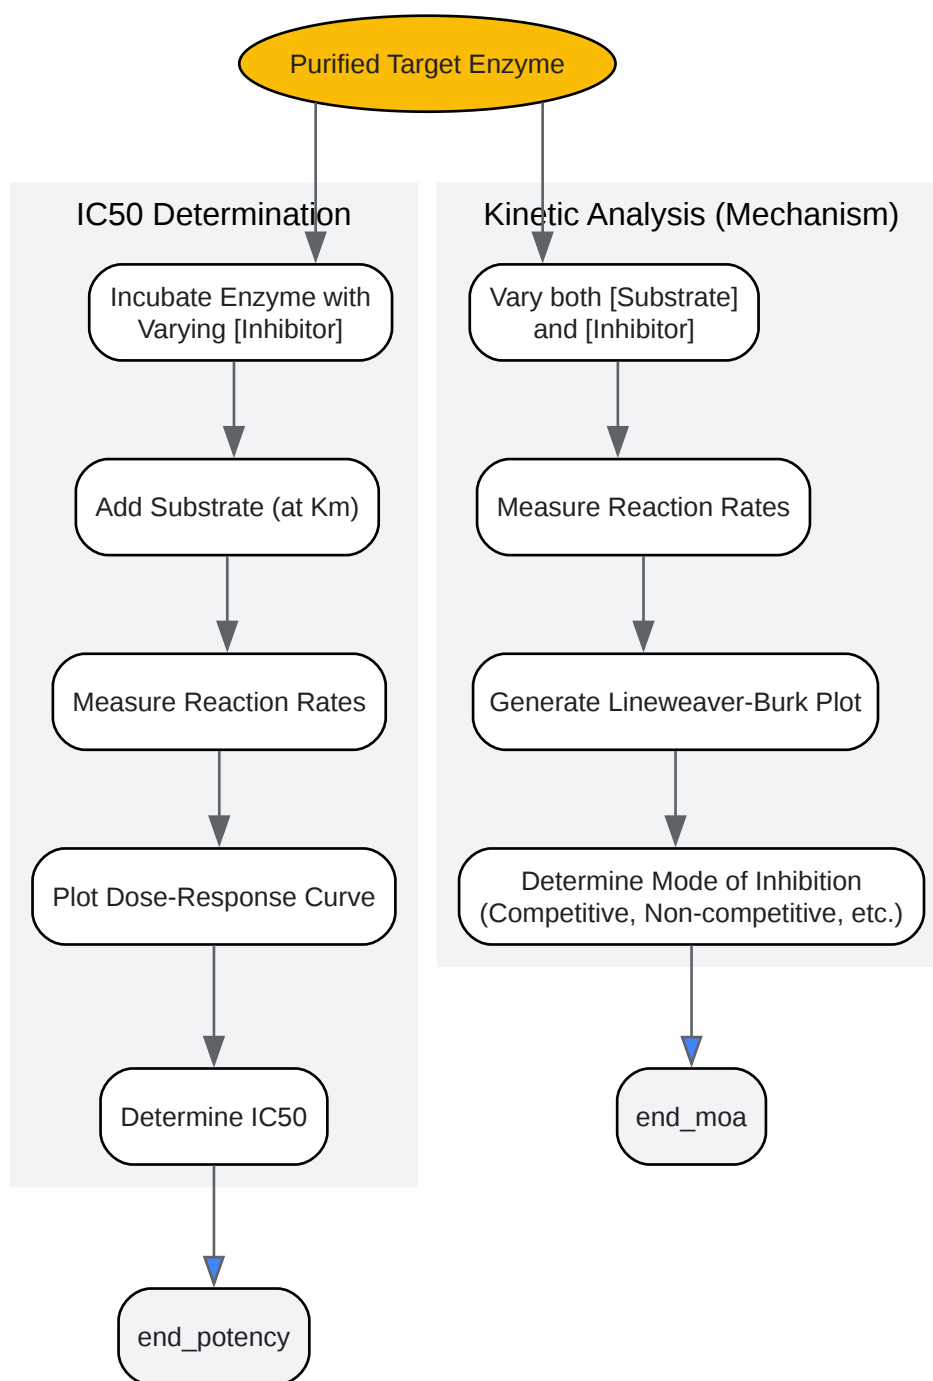 Purified Target Enzyme
IC50 Determination
Incubate Enzyme with
Varying [Inhibitor]
Add Substrate (at Km)
Measure Reaction Rates
Plot Dose-Response Curve
Determine IC50
end_potency
Kinetic Analysis (Mechanism)
Vary both [Substrate]
and [Inhibitor]
Measure Reaction Rates
Generate Lineweaver-Burk Plot
Determine Mode of Inhibition
(Competitive, Non-competitive, etc.)
end_moa